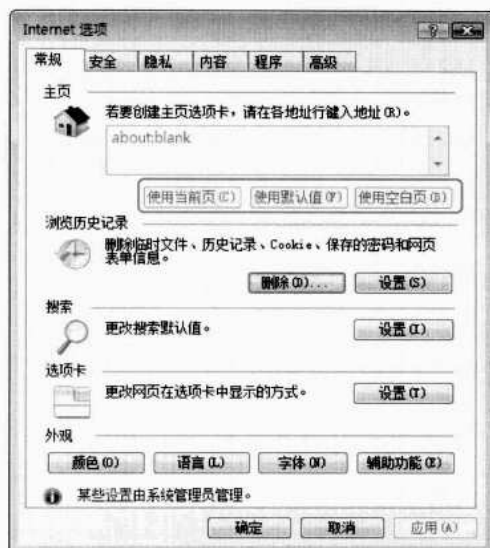 Internet 选项
常规 安全 隐私 内容 程序 高级
主页
若要创建主页选项卡，请在各地址行键入地址(R)。
about:blank
使用当前页(C) 使用默认值(F) 使用空白页(B)
浏览历史记录
删除临时文件、历史记录、Cookie、保存的密码和网页
表单信息。
删除(D)... 设置(S)
搜索
更改搜索默认值。 设置(I)
选项卡
更改网页在选项卡中显示的方式。 设置(T)
外观
颜色(O) 语言(L) 字体(N) 辅助功能(E)
某些设置由系统管理员管理。
确定 取消 应用(A)